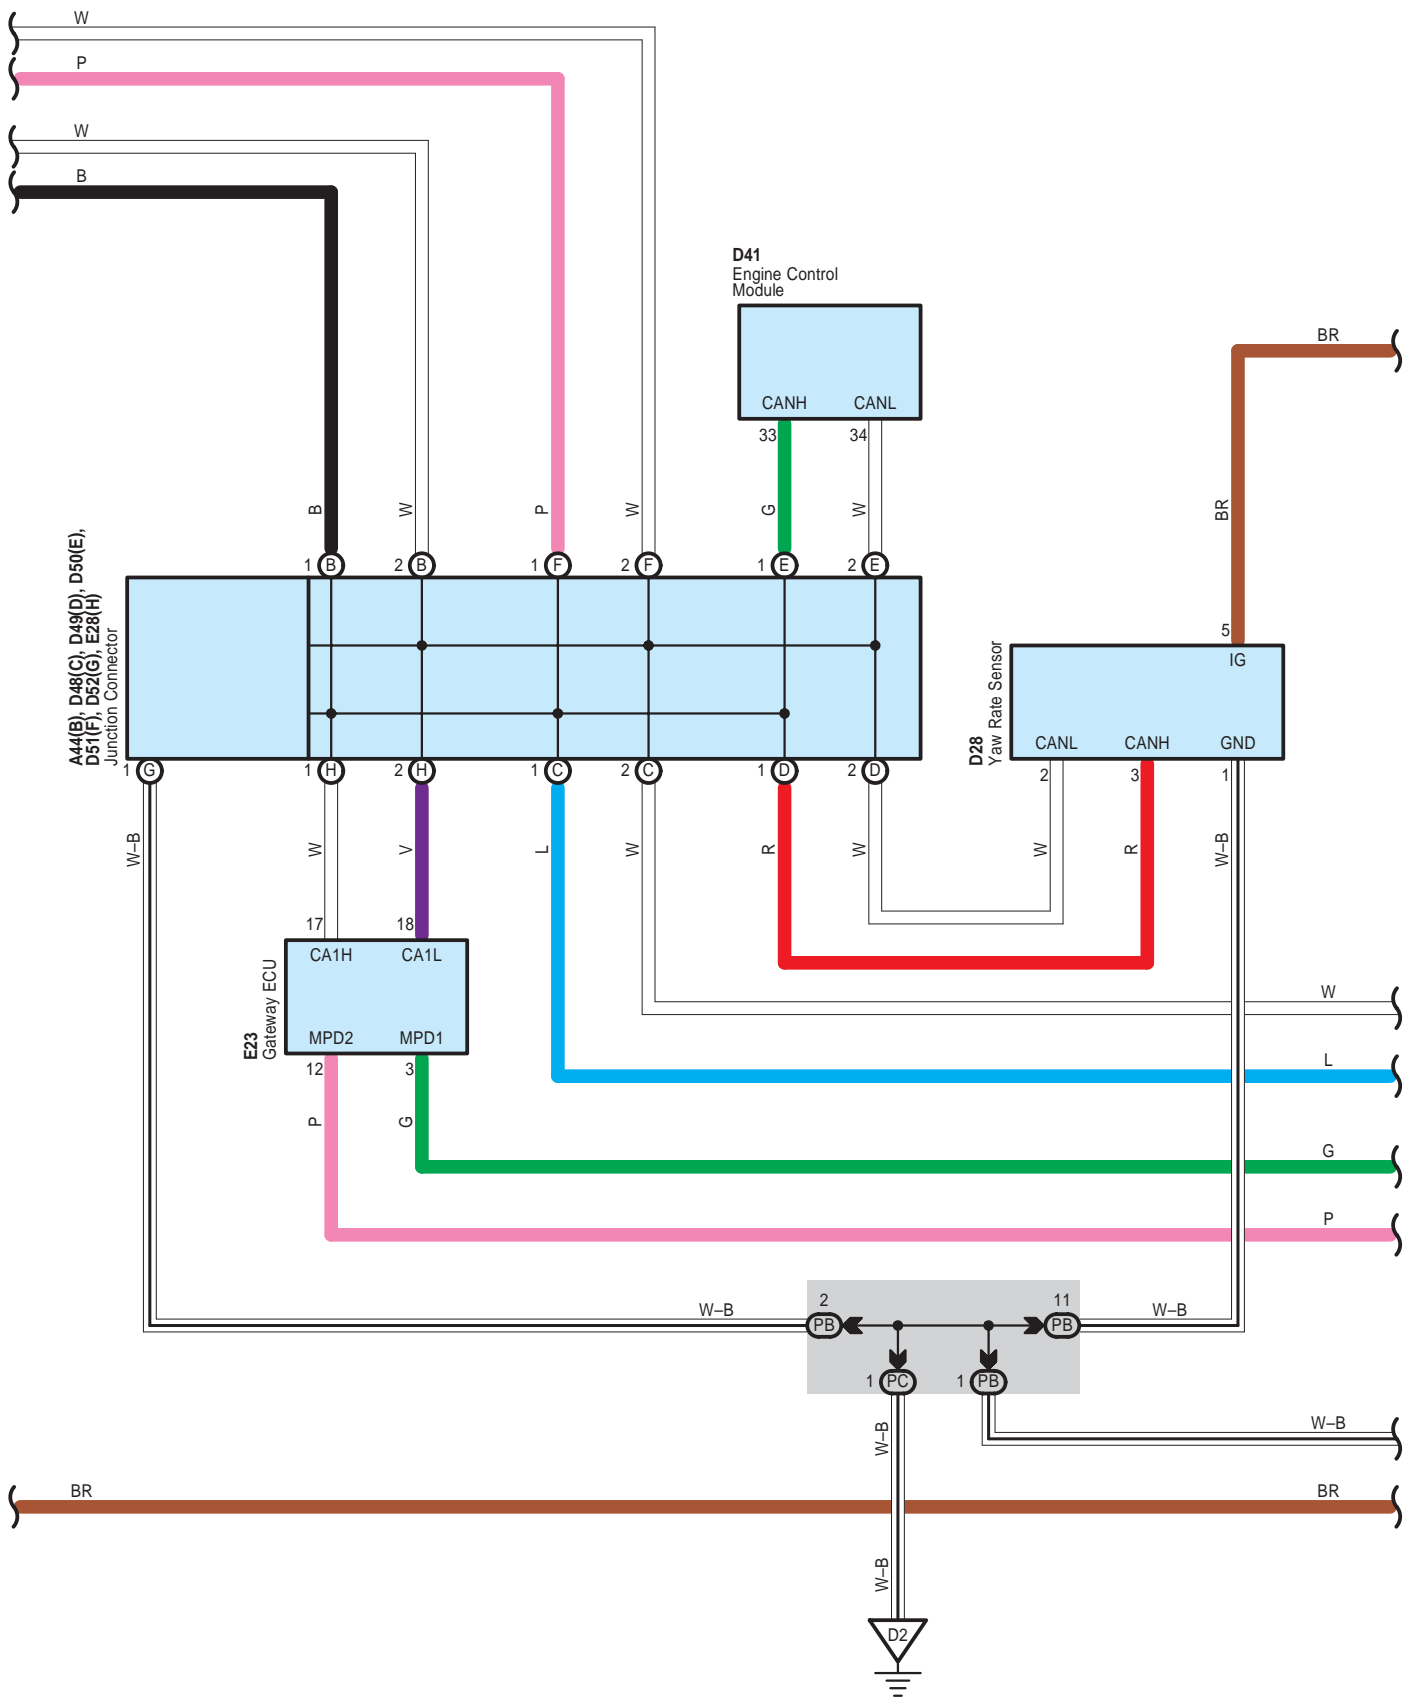 W
P
W
B
D41
Engine Control
Module
BR
CANH
CANL
33
34
B
W
P
W
G
W
BR
1 B
2 B
1 F
2 F
1 E
2 E
A44(B), D48(C), D49(D), D50(E),
D51(F), D52(G), E28(H)
Junction Connector
5
IG
D28
Yaw Rate Sensor
CANL
CANH
GND
1 G
1 H
2 H
1 C
2 C
1 D
2 D
2
3
1
W–B
W
V
L
W
R
W
W
R
W–B
17
18
CA1H
CA1L
E23
Gateway ECU
MPD2
MPD1
12
3
W
L
P
G
G
P
2
11
W–B
W–B
PB
PB
1 PC
1 PB
W–B
W–B
BR
BR
W–B
D2